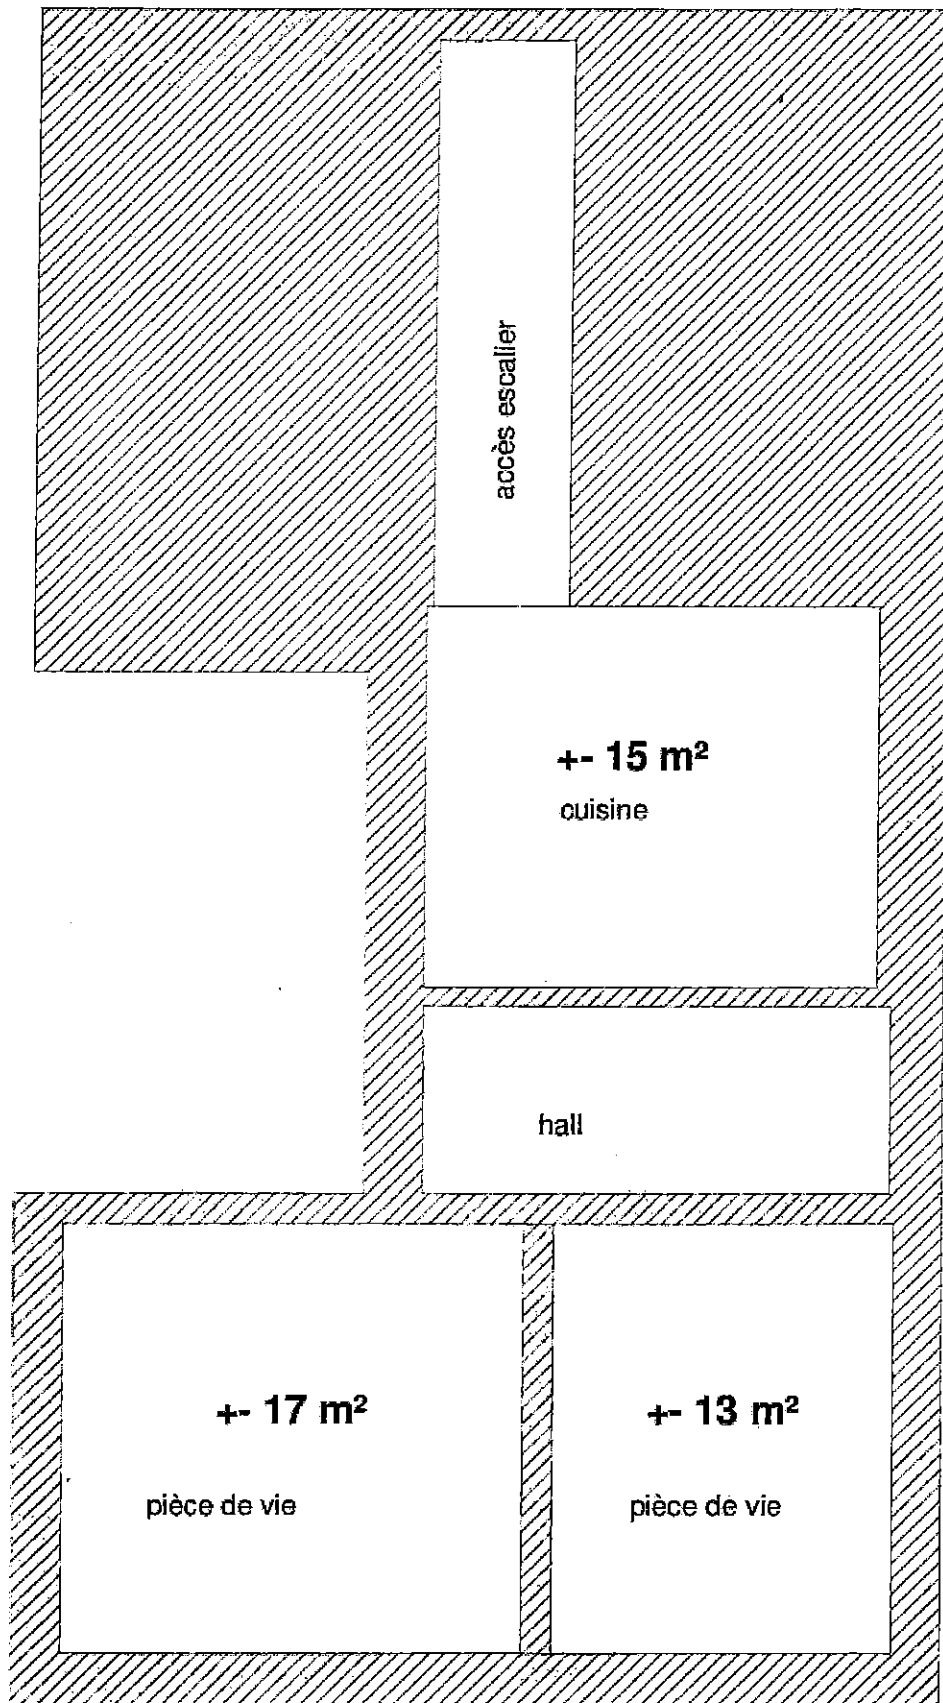 accès escalier
+- 15 m²
cuisine
hall
+- 17 m²
pièce de vie
+- 13 m²
pièce de vie